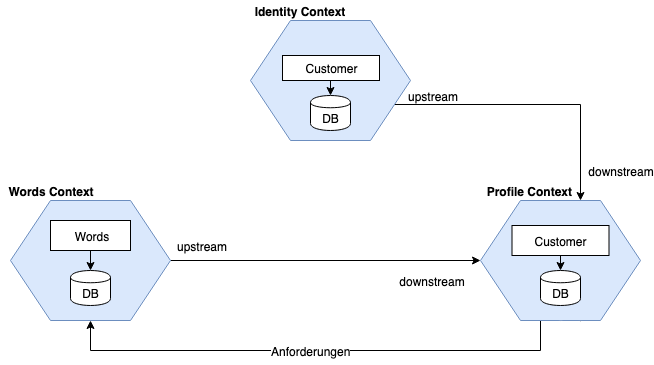 Identity Context
Customer
DB
upstream
downstream
Words Context
Profile Context
Words
DB
upstream
downstream
Customer
DB
Anforderungen